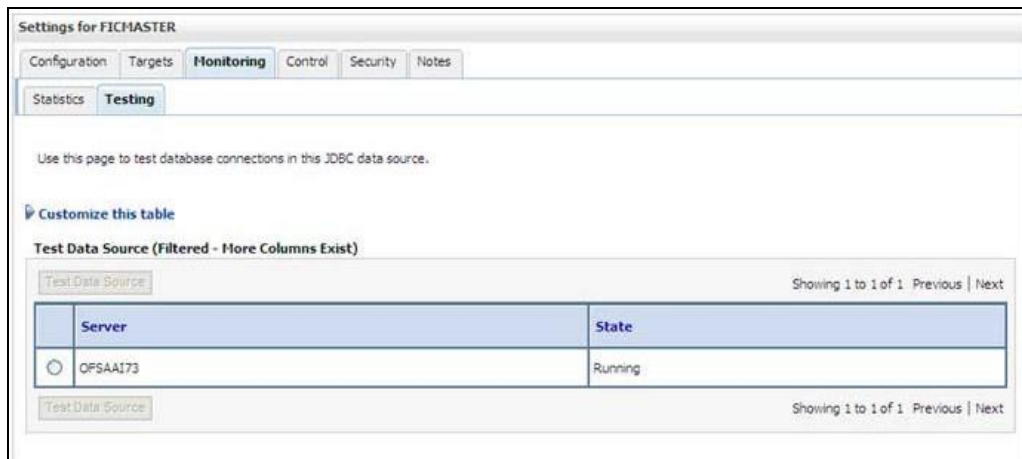 Settings for FICMASTER
Configuration Targets Monitoring Control Security Notes
Statistics Testing
Use this page to test database connections in this JDBC data source.
Customize this table
Test Data Source (Filtered - More Columns Exist)
Test Data Source Showing 1 to 1 of 1 Previous | Next
Server State
OFSAAI73 Running
Test Data Source Showing 1 to 1 of 1 Previous | Next